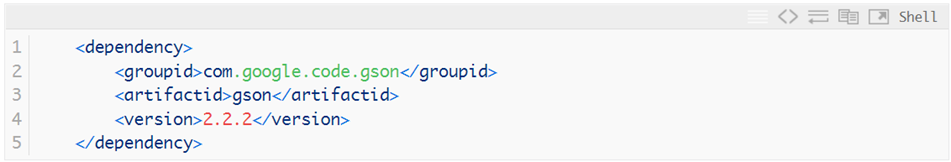 Shell
1 <dependency>
2 <groupid>com.google.code.gson</groupid>
3 <artifactid>gson</artifactid>
4 <version>2.2.2</version>
5 </dependency>